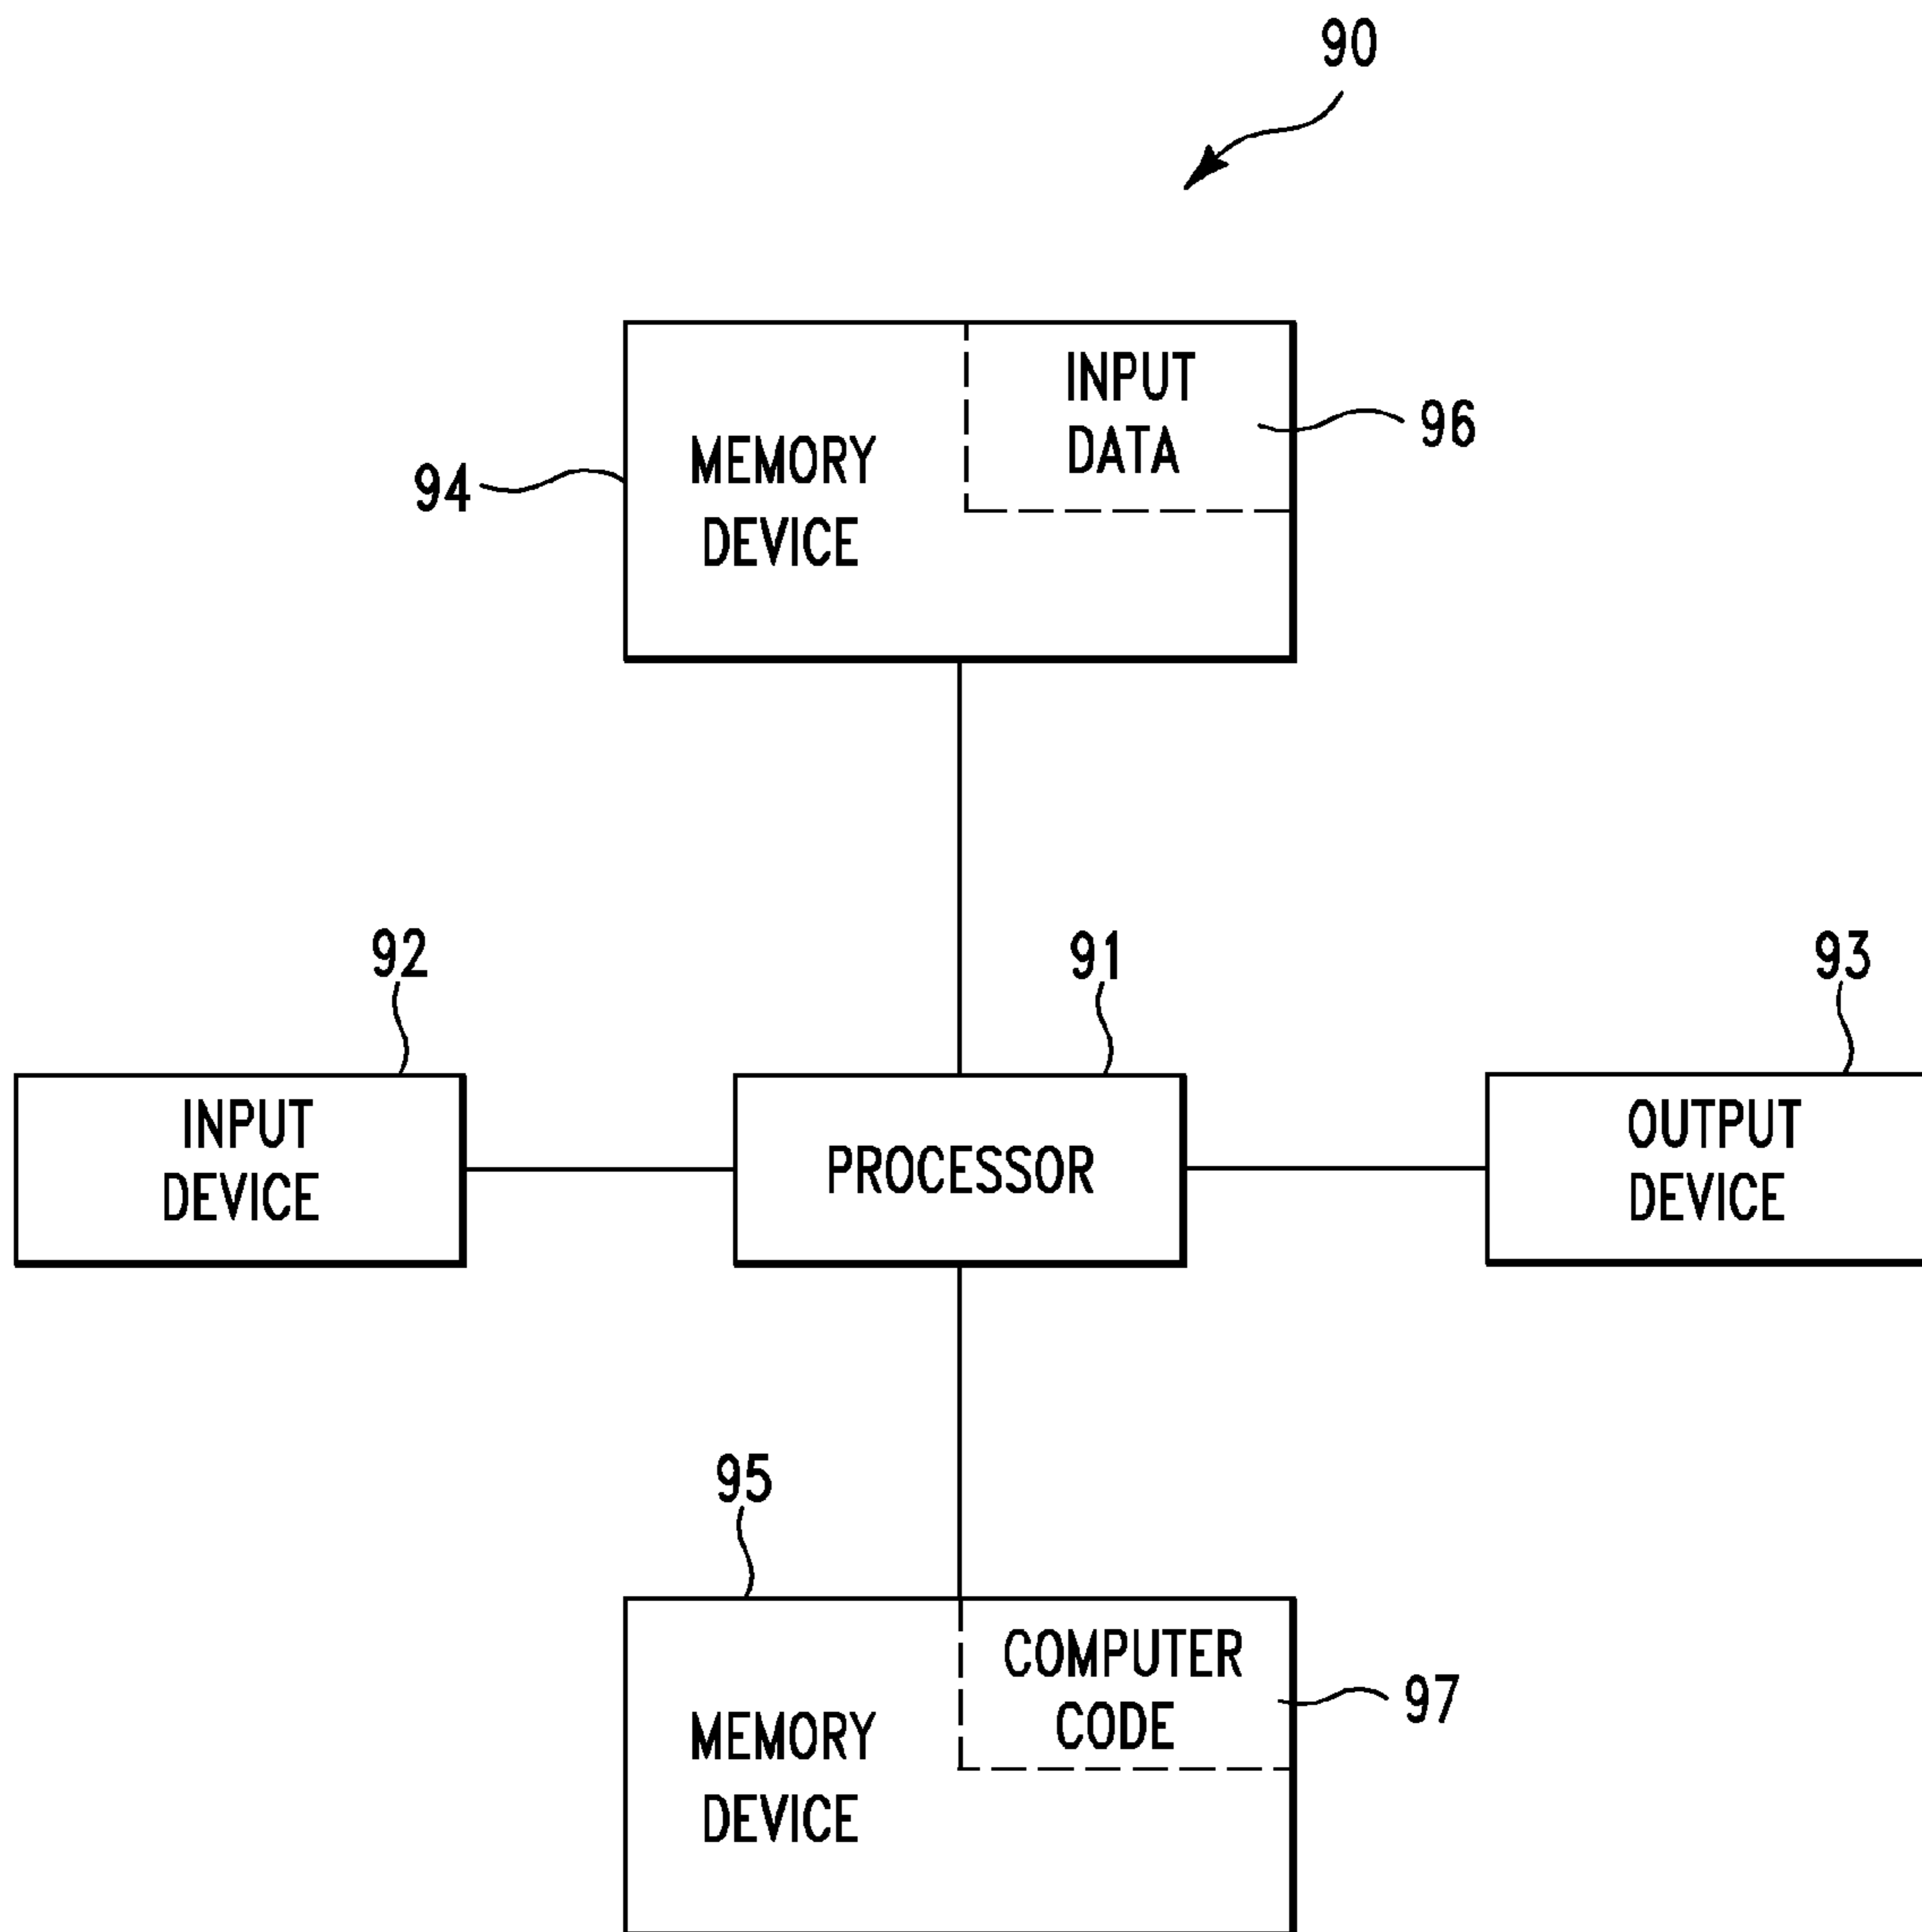 90
INPUT
DATA
96
MEMORY
DEVICE
94
92
91
93
INPUT
DEVICE
PROCESSOR
OUTPUT
DEVICE
95
COMPUTER
CODE
97
MEMORY
DEVICE